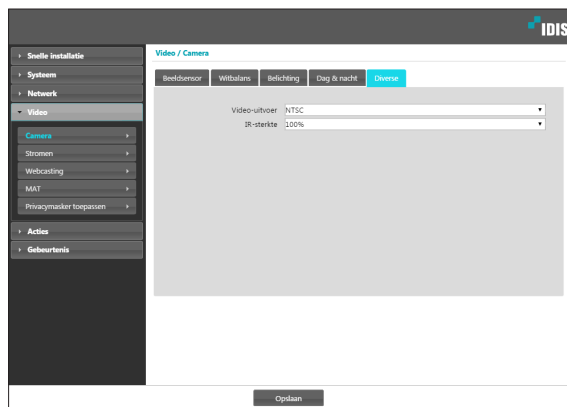 IDIS
Snelle installatie
Systeem
Netwerk
Video
Camera
Stromen
Webcasting
MAT
Privacymasker toepassen
Acties
Gebeurtenis
Video / Camera
Beeldsensor Witbalans Belichting Dag & nacht Diverse
Video-uitvoer NTSC
IR-sterkte 100%
Opslaan